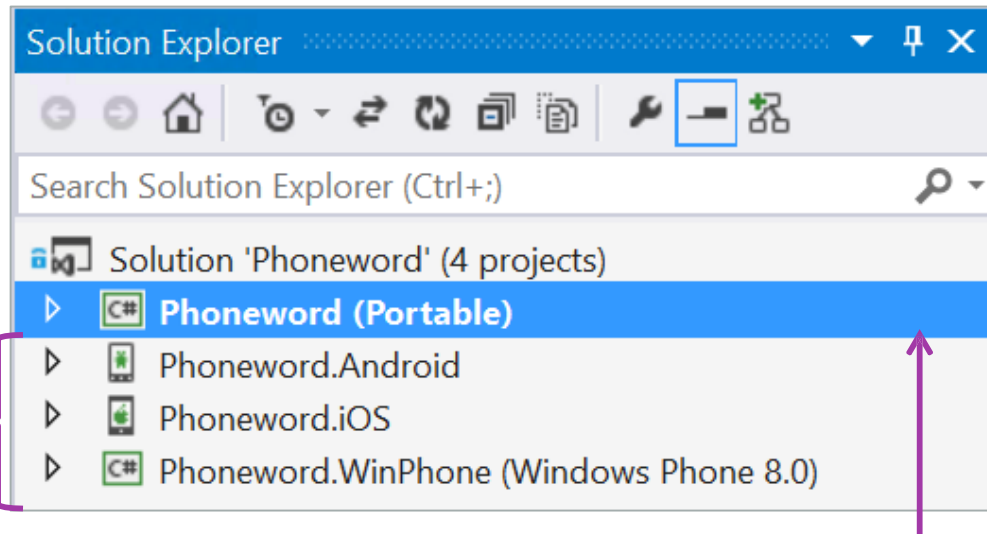 Solution Explorer
Search Solution Explorer (Ctrl+;)
Solution 'Phoneword' (4 projects)
C# Phoneword (Portable)
Phoneword.Android
Phoneword.iOS
C# Phoneword.WinPhone (Windows Phone 8.0)